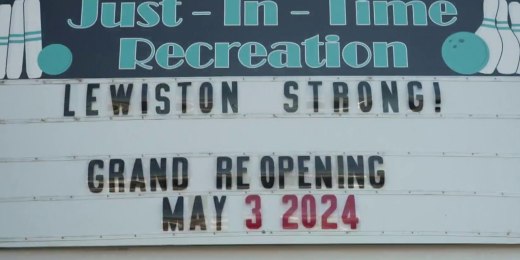 Just-In-Time
Recreation
LEWISTON STRONG!
GRAND RE OPENING
MAY 3 2024